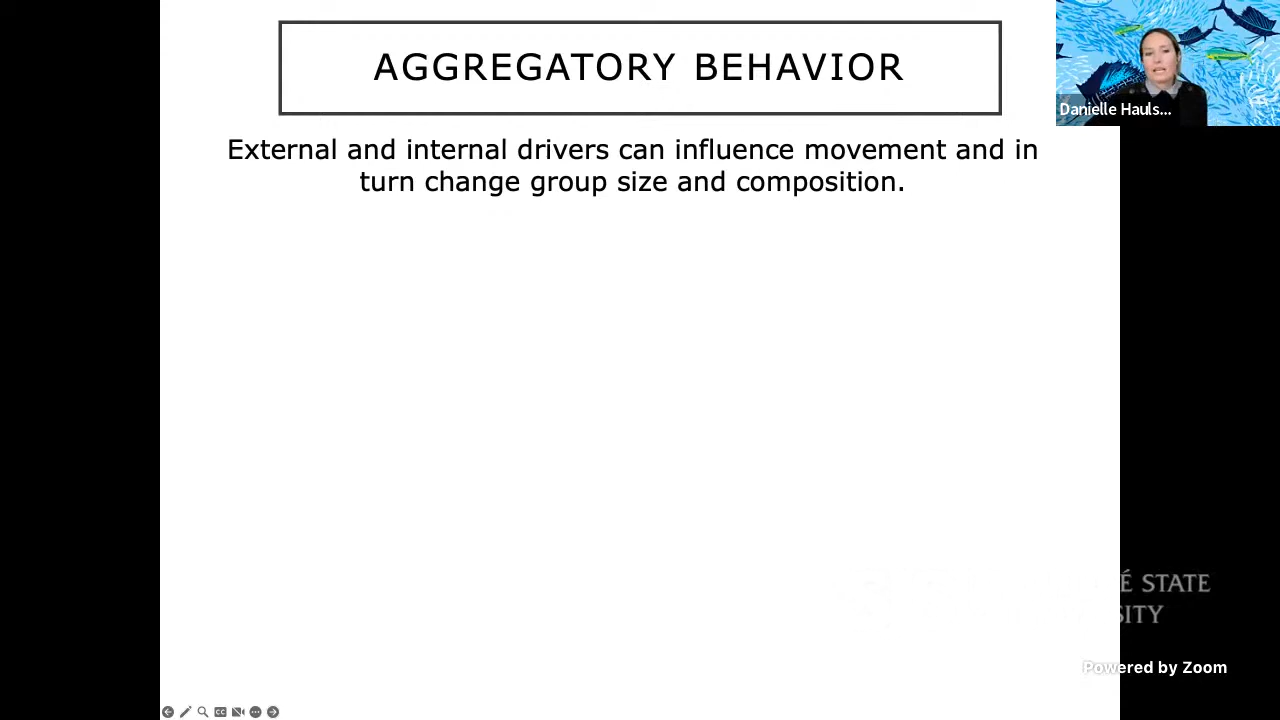 AGGREGATORY BEHAVIOR
Danielle Hauls...
External and internal drivers can influence movement and in
turn change group size and composition.
É STATE
SITY
Powered by Zoom